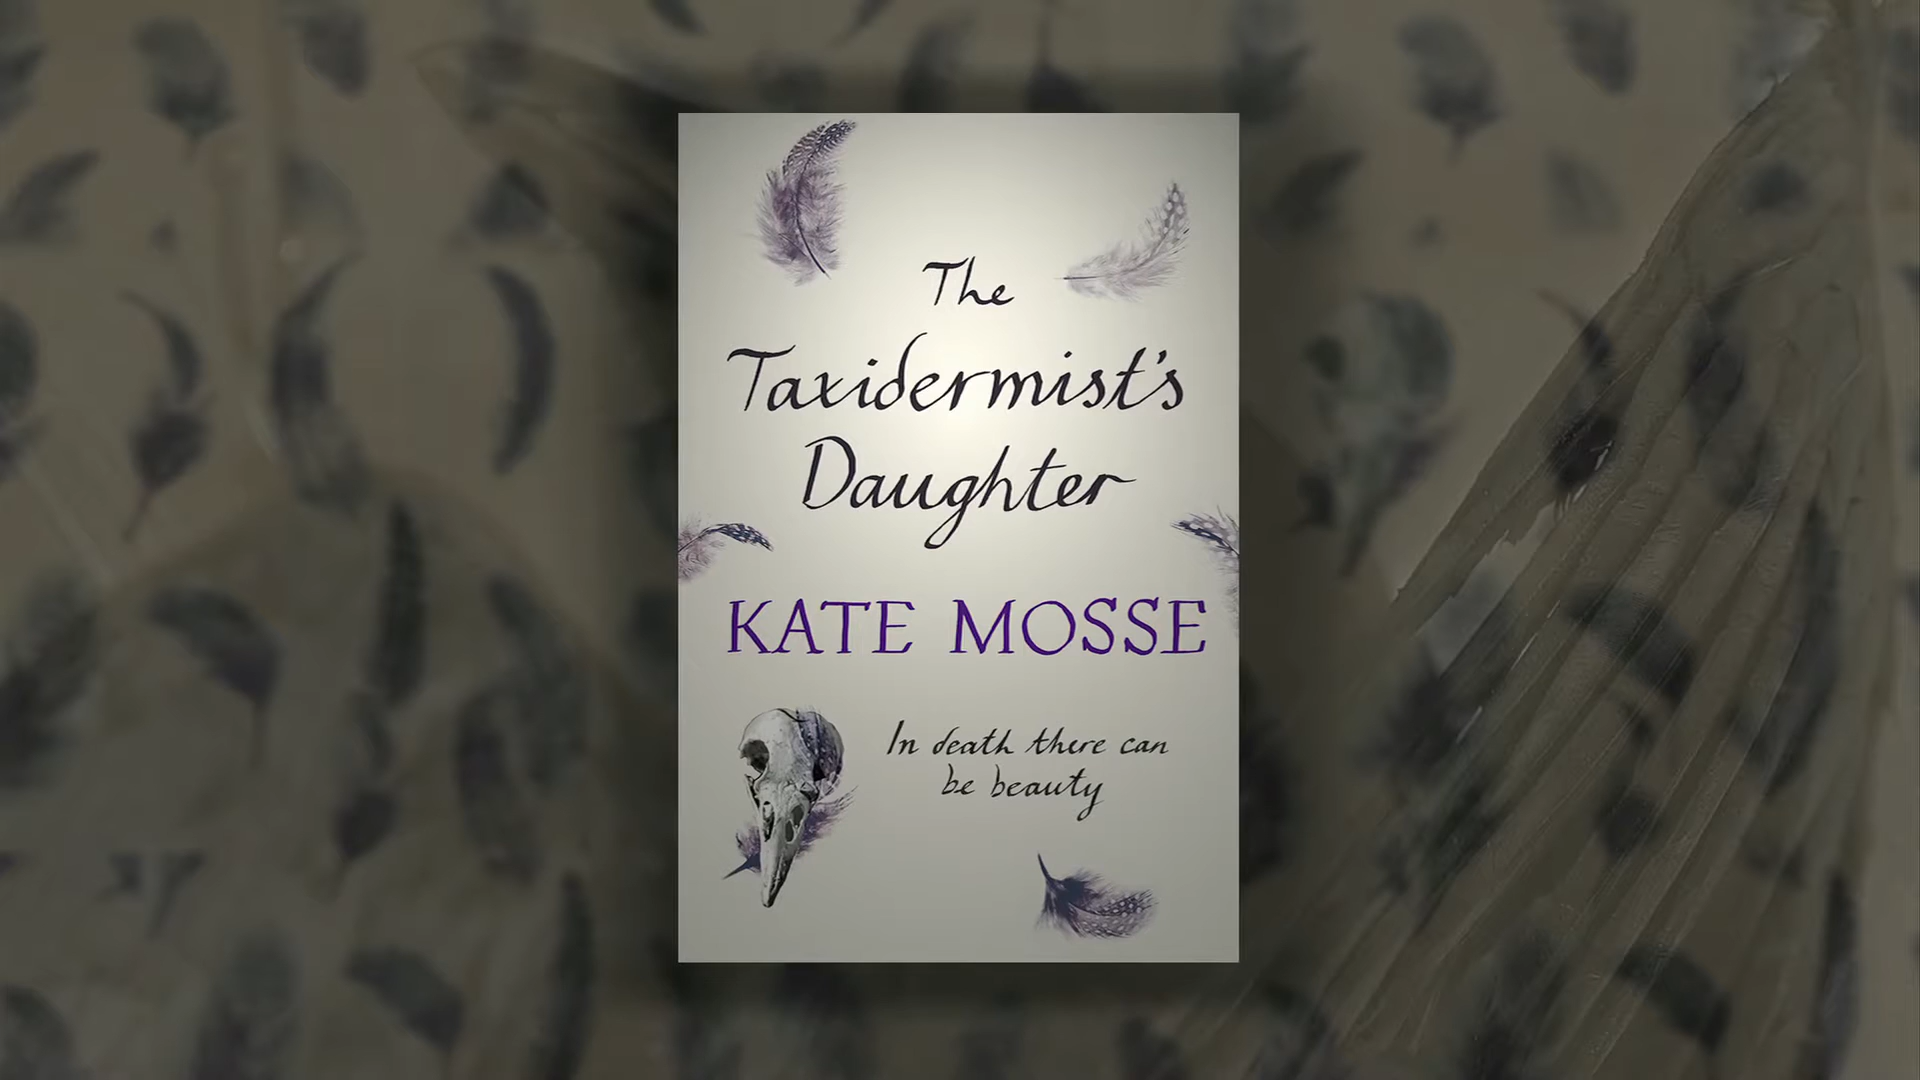 The
Taxidermist's
Daughter
KATE MOSSE
In death there can
be beauty